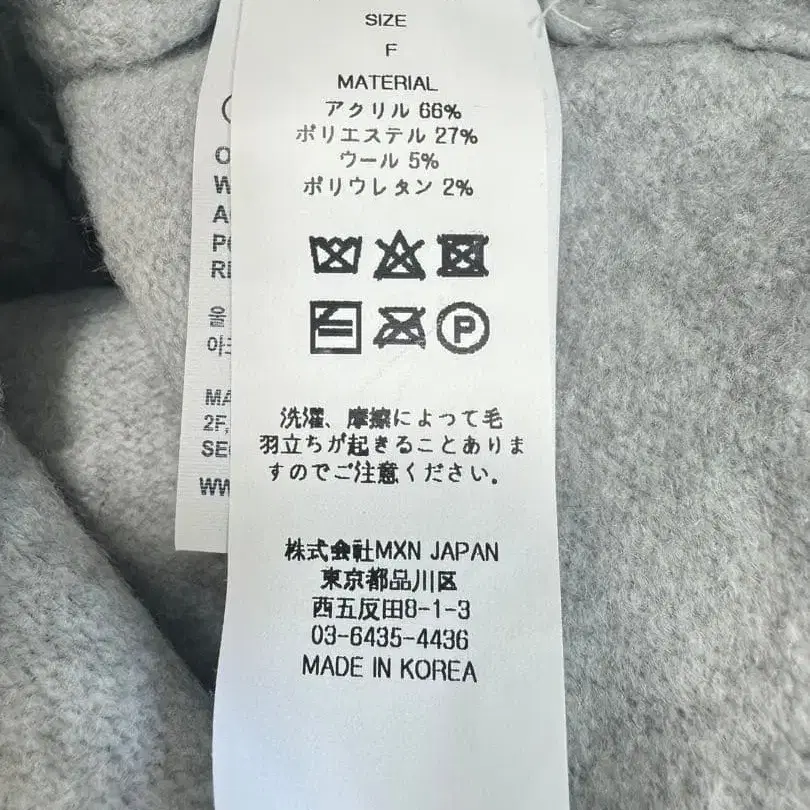 SIZE
F
MATERIAL
アクリル 66%
ポリエステル 27%
ウール 5%
ポリウレタン 2%
P
洗濯、摩擦によって毛
羽立ちが起きることありま
すのでご注意ください。
株式会社MXN JAPAN
東京都品川区
西五反田8-1-3
03-6435-4436
MADE IN KOREA
울
2F,